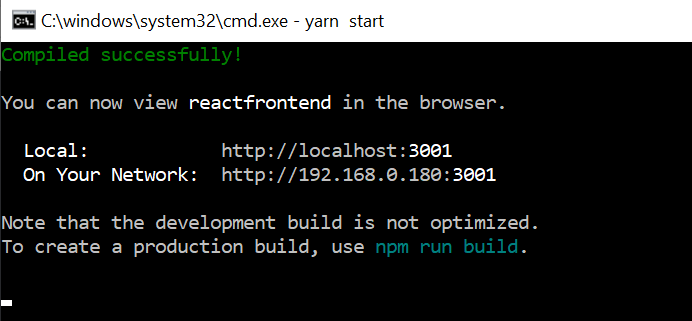 C:\windows\system32\cmd.exe - yarn  start
Compiled successfully!
You can now view reactfrontend in the browser.
Local:            http://localhost:3001
On Your Network:  http://192.168.0.180:3001
Note that the development build is not optimized.
To create a production build, use npm run build.